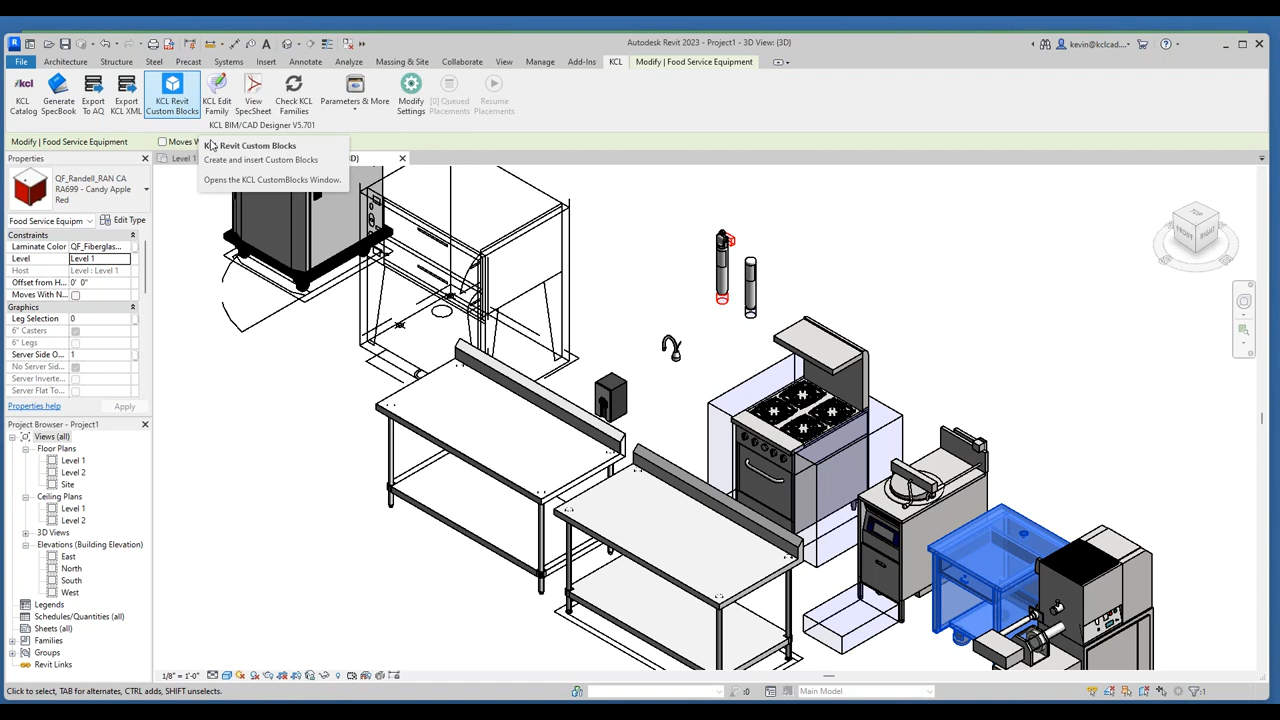 Autodesk Revit 2023 - Project1 - 3D View: {3D}
kevin@kclcad....
File Architecture Structure Steel Precast Systems Insert Annotate Analyze Massing & Site Collaborate View Manage Add-Ins KCL Modify | Food Service Equipment
KCL Catalog
Generate SpecBook
Export To AQ
Export KCL XML
KCL Revit Custom Blocks
KCL Edit Family
View SpecSheet
Check KCL Families
Parameters & More
Modify Settings
[0] Queued Placements
Resume Placements
KCL BIM/CAD Designer V5.701
Modify | Food Service Equipment
Moves W
KCL Revit Custom Blocks
Create and insert Custom Blocks
Opens the KCL CustomBlocks Window.
Properties
Level 1
QF_Randell_RAN CA
RA699 - Candy Apple
Red
Food Service Equipm
Edit Type
Constraints
Laminate Color QF_Fiberglas...
Level Level 1
Host Level : Level 1
Offset from H... 0' 0"
Moves With N...
Graphics
Leg Selection 0
6" Casters
6" Legs
Server Side O... 1
No Server Sid...
Server Inverte...
Server Flat To...
Properties help
Apply
Project Browser - Project1
Views (all)
Floor Plans
Level 1
Level 2
Site
Ceiling Plans
Level 1
Level 2
3D Views
Elevations (Building Elevation)
East
North
South
West
Legends
Schedules/Quantities (all)
Sheets (all)
Families
Groups
Revit Links
TOP
FRONT
RIGHT
1/8" = 1'-0"
Click to select, TAB for alternates, CTRL adds, SHIFT unselects.
:0
Main Model
:1